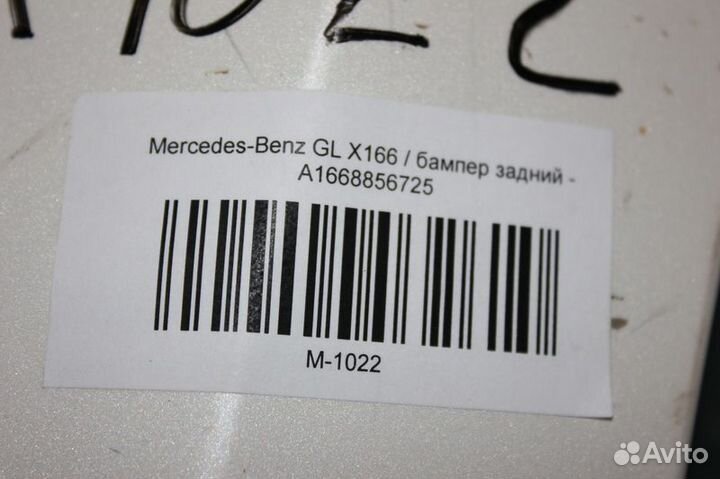 Mercedes-Benz GL X166 / бампер задний -
A1668856725
M-1022
Avito